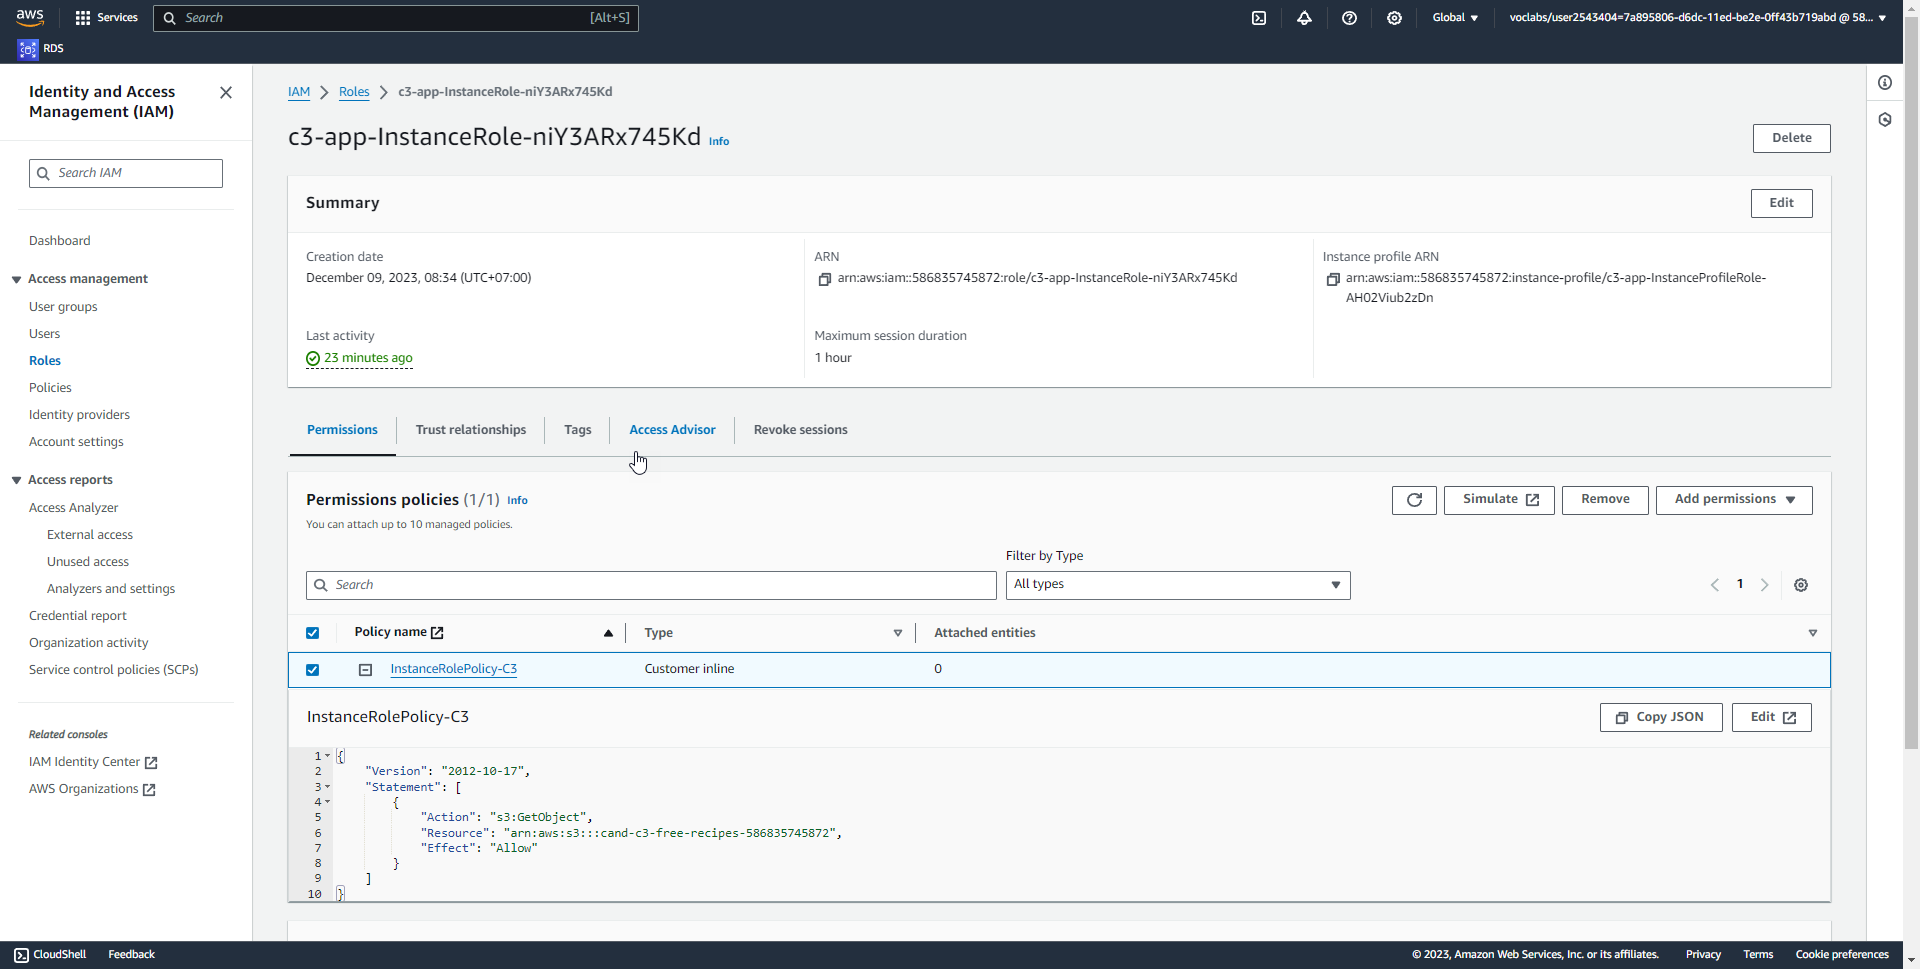 aws
Services
Search
[Alt+S]
Global
voclabs/user2543404=7a895806-d6dc-11ed-be2e-0ff43b719abd @ 58...
RDS
Identity and Access
Management (IAM)
Search IAM
Dashboard
Access management
User groups
Users
Roles
Policies
Identity providers
Account settings
Access reports
Access Analyzer
External access
Unused access
Analyzers and settings
Credential report
Organization activity
Service control policies (SCPs)
Related consoles
IAM Identity Center
AWS Organizations
IAM
Roles
c3-app-InstanceRole-niY3ARx745Kd
c3-app-InstanceRole-niY3ARx745Kd Info
Delete
Summary
Edit
Creation date
December 09, 2023, 08:34 (UTC+07:00)
ARN
arn:aws:iam::586835745872:role/c3-app-InstanceRole-niY3ARx745Kd
Instance profile ARN
arn:aws:iam::586835745872:instance-profile/c3-app-InstanceProfileRole-
AH02Viub2zDn
Last activity
23 minutes ago
Maximum session duration
1 hour
Permissions
Trust relationships
Tags
Access Advisor
Revoke sessions
Permissions policies (1/1) Info
You can attach up to 10 managed policies.
Simulate
Remove
Add permissions
Filter by Type
Search
All types
1
Policy name
Type
Attached entities
InstanceRolePolicy-C3
Customer inline
0
InstanceRolePolicy-C3
Copy JSON
Edit
1 {
2 "Version": "2012-10-17",
3 "Statement": [
4 {
5 "Action": "s3:GetObject",
6 "Resource": "arn:aws:s3:::cand-c3-free-recipes-586835745872",
7 "Effect": "Allow"
8 }
9 ]
10 }
CloudShell
Feedback
© 2023, Amazon Web Services, Inc. or its affiliates.
Privacy
Terms
Cookie preferences